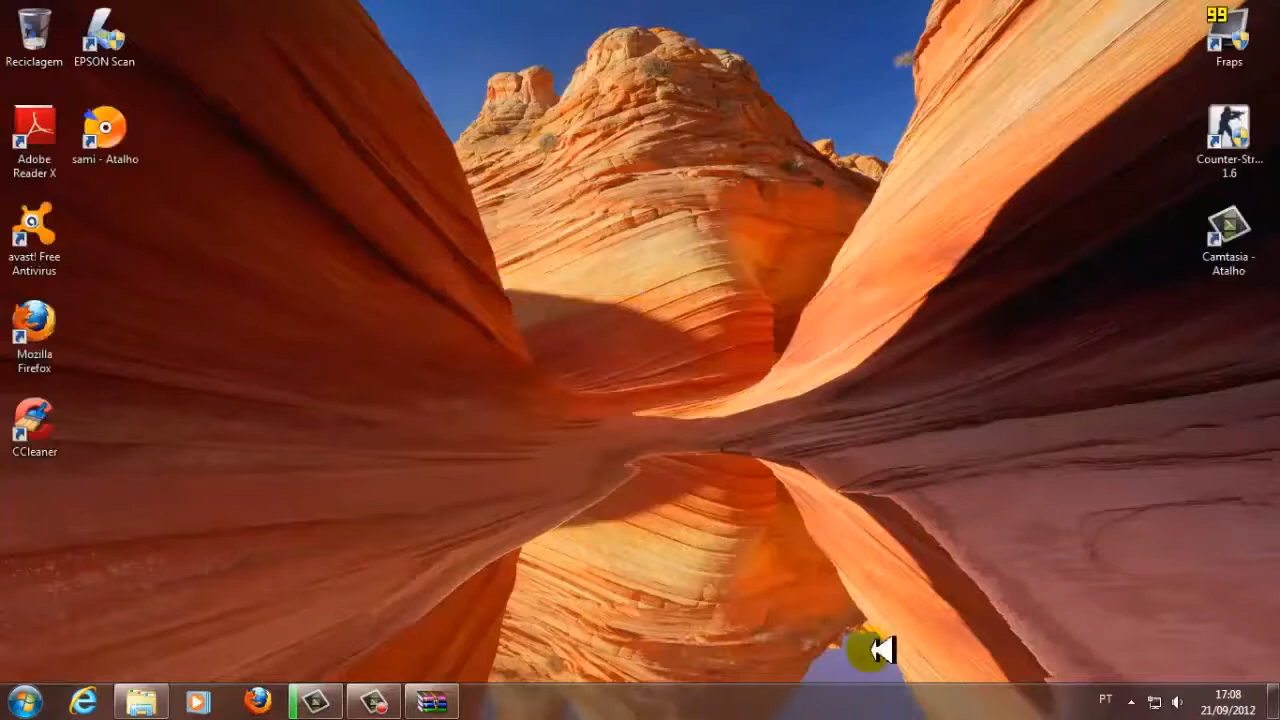 Reciclagem
EPSON Scan
Adobe
Reader X
sami - Atalho
avast! Free
Antivirus
Mozilla
Firefox
CCleaner
99
Fraps
Counter-Str...
1.6
Camtasia -
Atalho
PT
17:08
21/09/2012